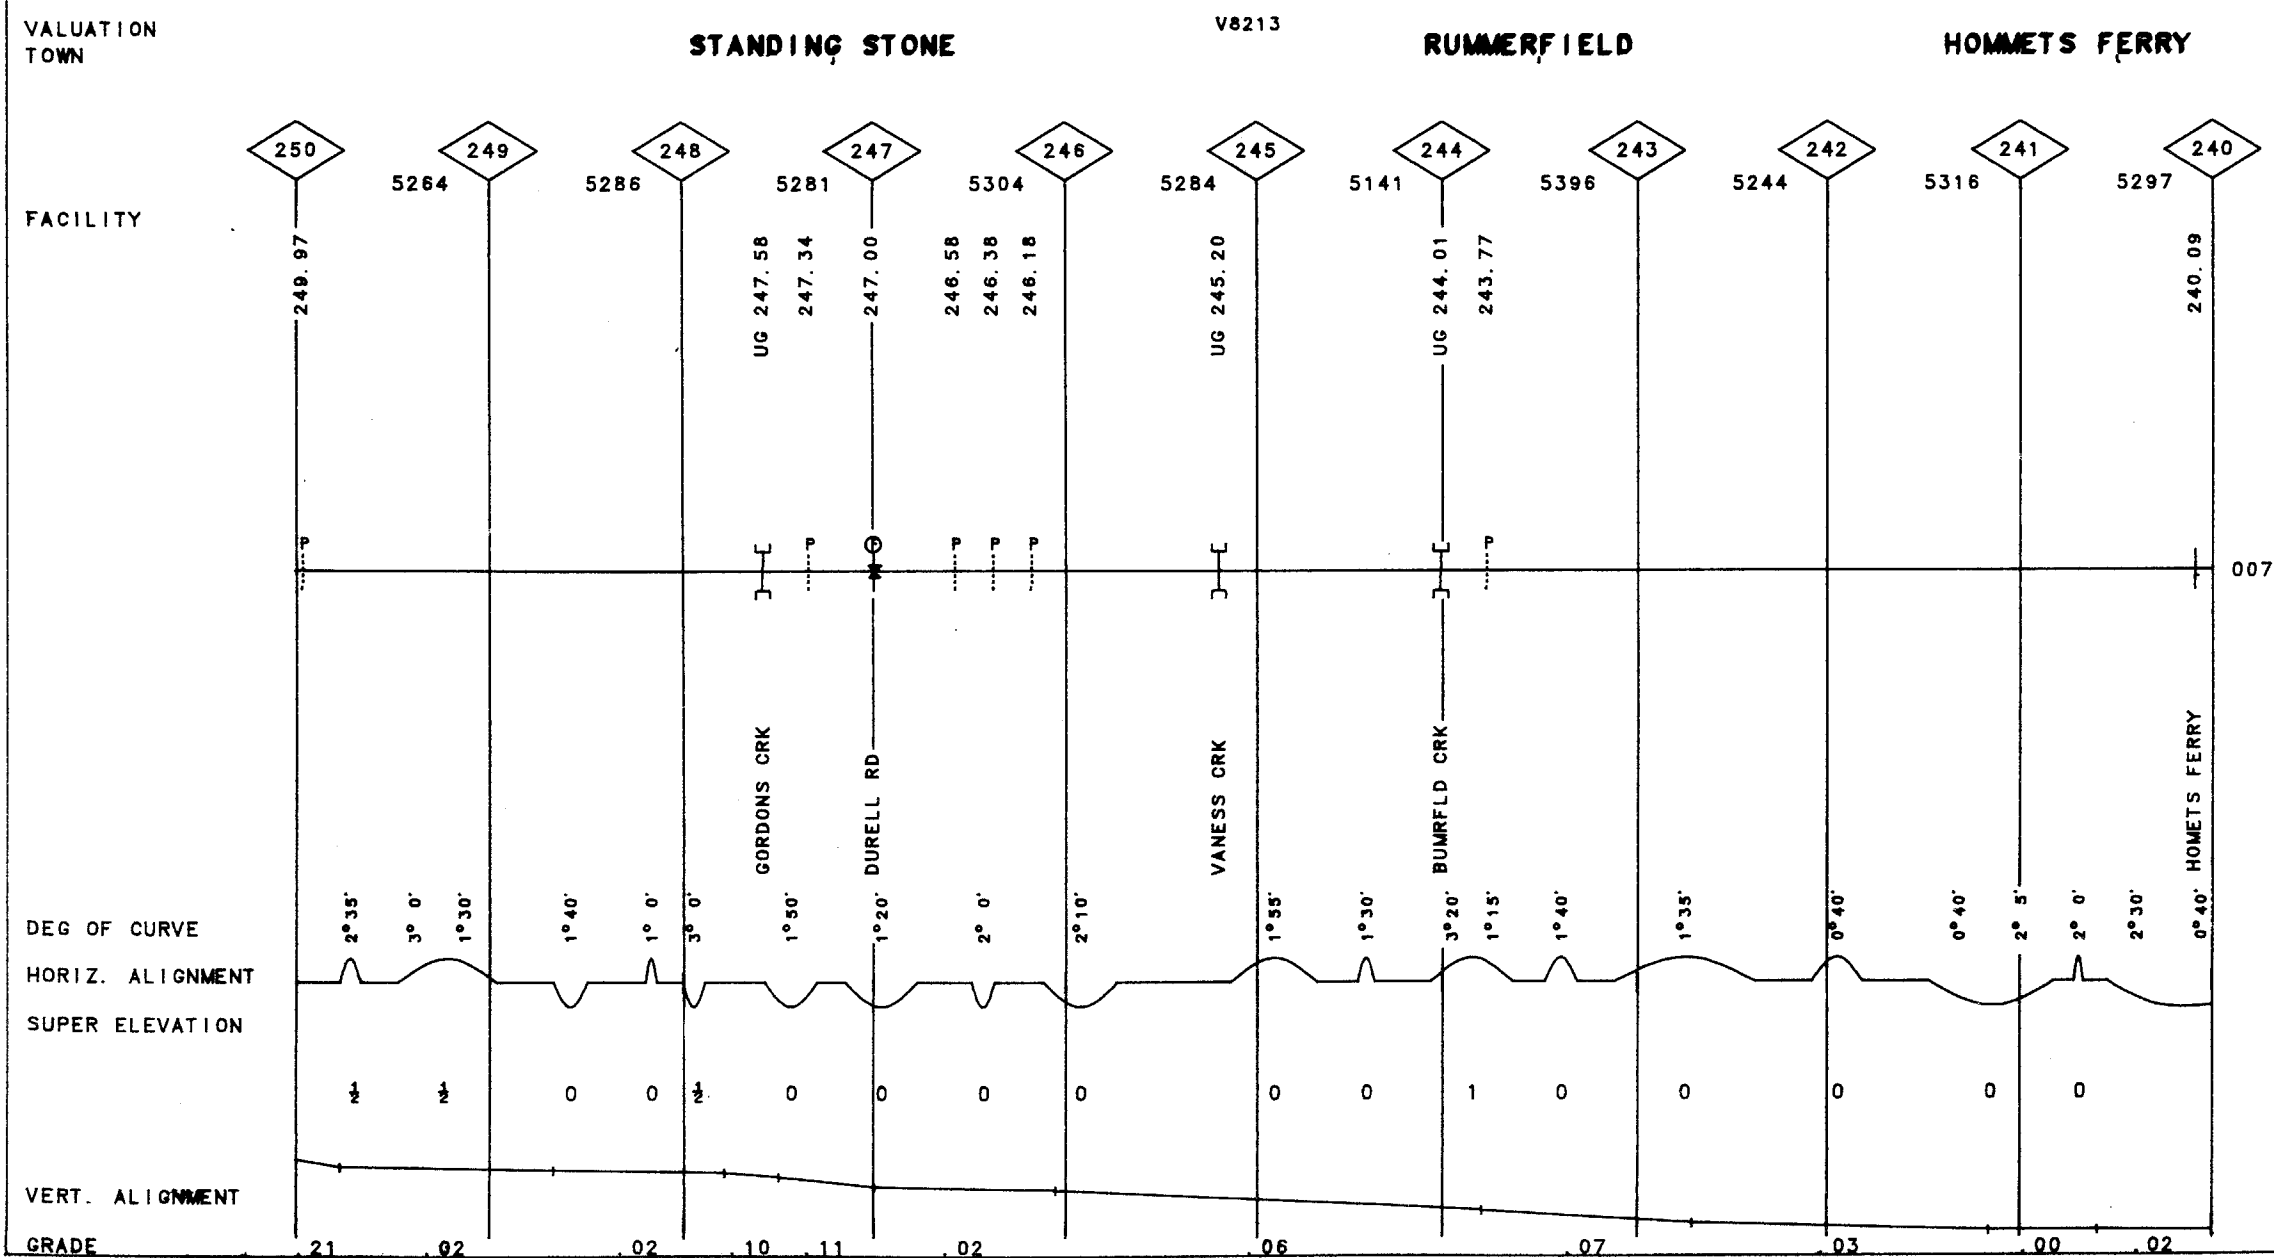 VALUATION
TOWN
STANDING STONE
V8213
RUMMERFIELD
HOMMETS FERRY
250 249 248 247 246 245 244 243 242 241 240
5264 5286 5281 5304 5284 5141 5396 5244 5316 5297
FACILITY
249.97
UG 247.58
247.34
247.00
246.58
246.38
246.18
UG 245.20
UG 244.01
243.77
240.09
P P P P P P P
007
GORDONS CRK
DURELL RD
VANESS CRK
BUMRFLD CRK
HOMETS FERRY
DEG OF CURVE
2°35' 3° 0' 1°30' 1°40' 1° 0' 3° 0' 1°50' 1°20' 2° 0' 2°10' 1°55' 1°30' 3°20' 1°15' 1°40' 1°35' 0°40' 0°40' 2° 5' 2° 0' 2°30' 0°40'
HORIZ. ALIGNMENT
SUPER ELEVATION
½ ½ 0 0 ½ 0 0 0 0 0 0 1 0 0 0 0 0
VERT. ALIGNMENT
GRADE
.21 .02 .02 .10 .11 .02 .06 .07 .03 .00 .02